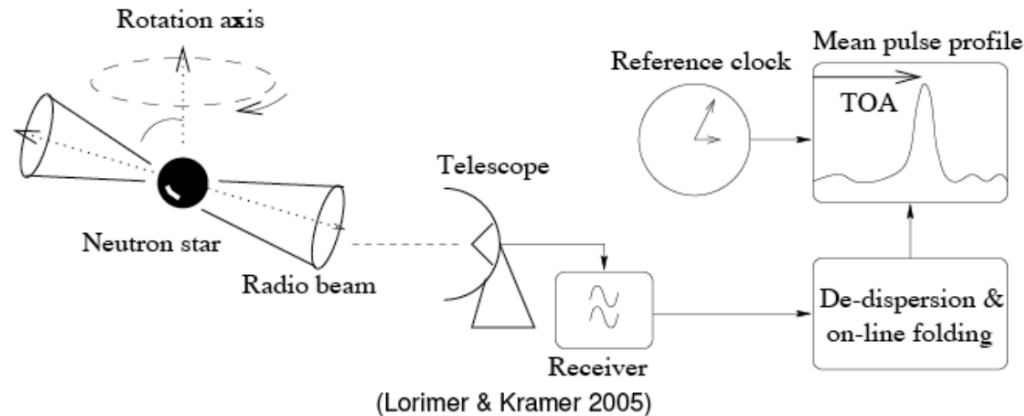 Rotation axis
Mean pulse profile
Reference clock
TOA
Telescope
Neutron star
Radio beam
De-dispersion &
on-line folding
Receiver
(Lorimer & Kramer 2005)